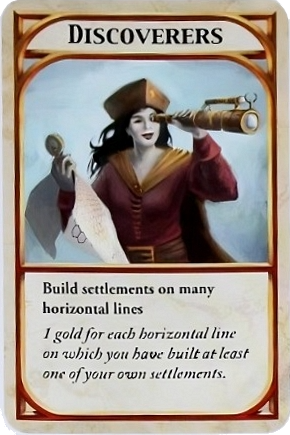 DISCOVERERS
Build settlements on many
horizontal lines
1 gold for each horizontal line
on which you have built at least
one of your own settlements.